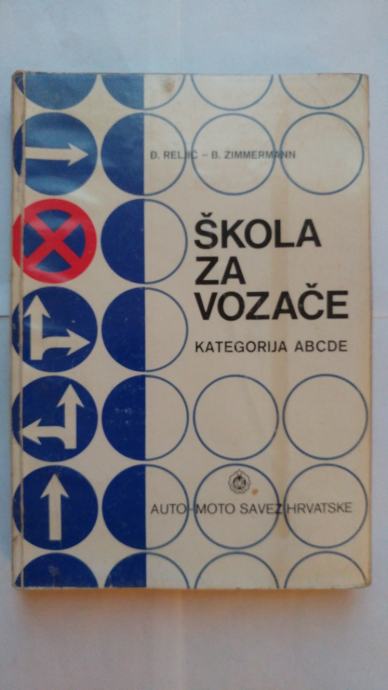 Đ. RELJIĆ – B. ZIMMERMANN
ŠKOLA
ZA
VOZAČE
KATEGORIJA ABCDE
AUTO-MOTO SAVEZ HRVATSKE